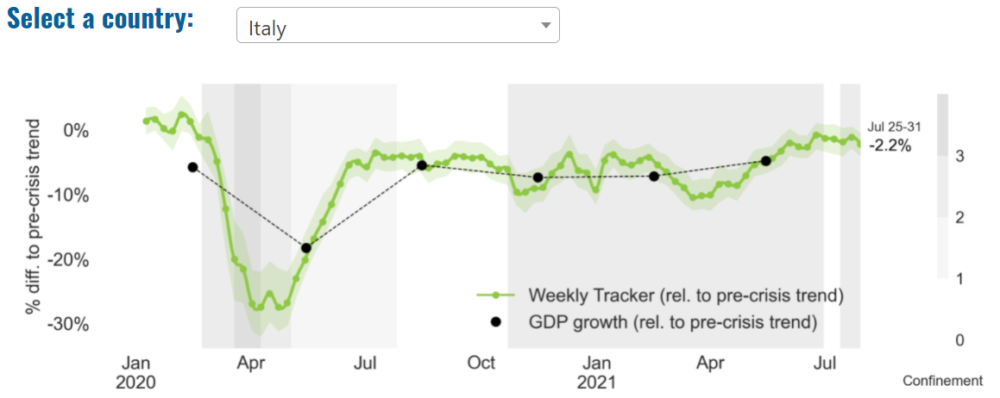 Select a country:
Italy
% diff. to pre-crisis trend
0%
-10%
-20%
-30%
Jul 25-31
-2.2%
Weekly Tracker (rel. to pre-crisis trend)
GDP growth (rel. to pre-crisis trend)
3
2
1
0
Confinement
Jan Apr Jul Oct Jan Apr Jul
2020 2021